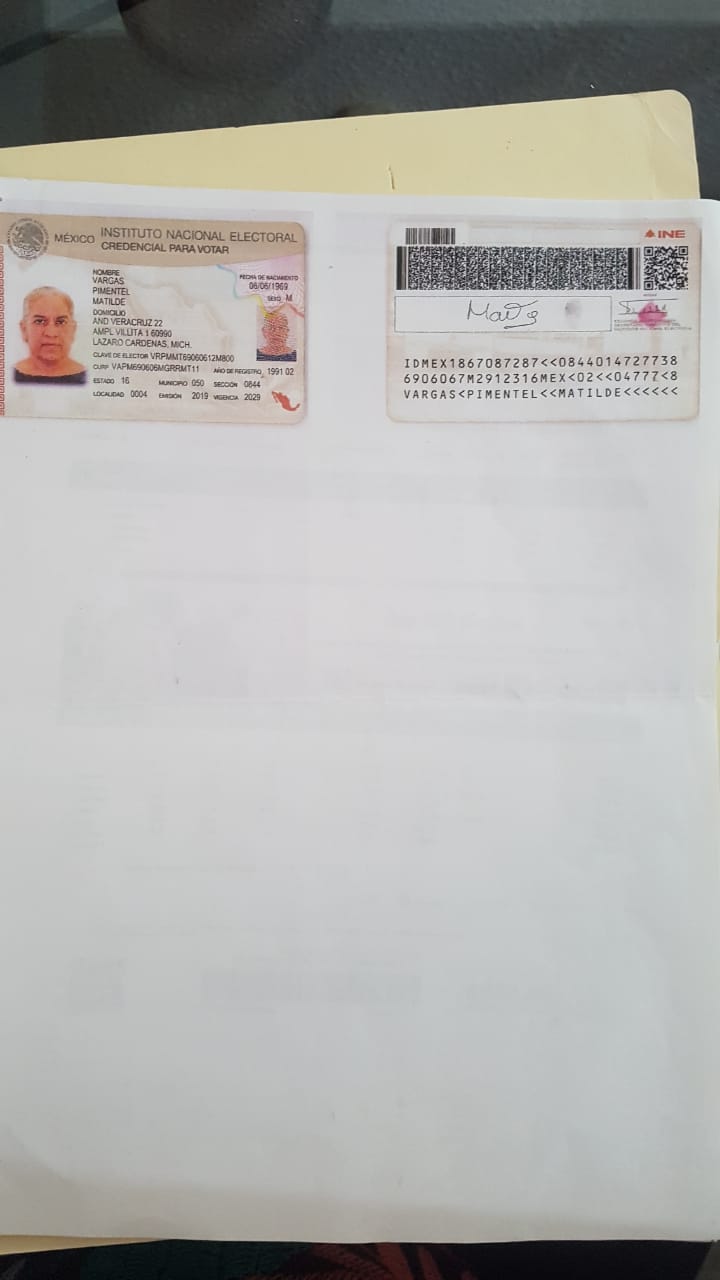 MÉXICO INSTITUTO NACIONAL ELECTORAL
CREDENCIAL PARA VOTAR
NOMBRE
VARGAS
PIMENTEL
MATILDE
FECHA DE NACIMIENTO
06/06/1969
SEXO M
DOMICILIO
AND VERACRUZ 22
AMPL VILLITA 1 60990
LAZARO CARDENAS, MICH.
CLAVE DE ELECTOR VRPMMT69060612M800
CURP VAPM690606MGRRMT11 AÑO DE REGISTRO 1991 02
ESTADO 16 MUNICIPIO 050 SECCIÓN 0844
LOCALIDAD 0004 EMISIÓN 2019 VIGENCIA 2029
INE
IDMEX1867087287<<0844014727738
6906067M2912316MEX<02<<04777<8
VARGAS<PIMENTEL<<MATILDE<<<<<<